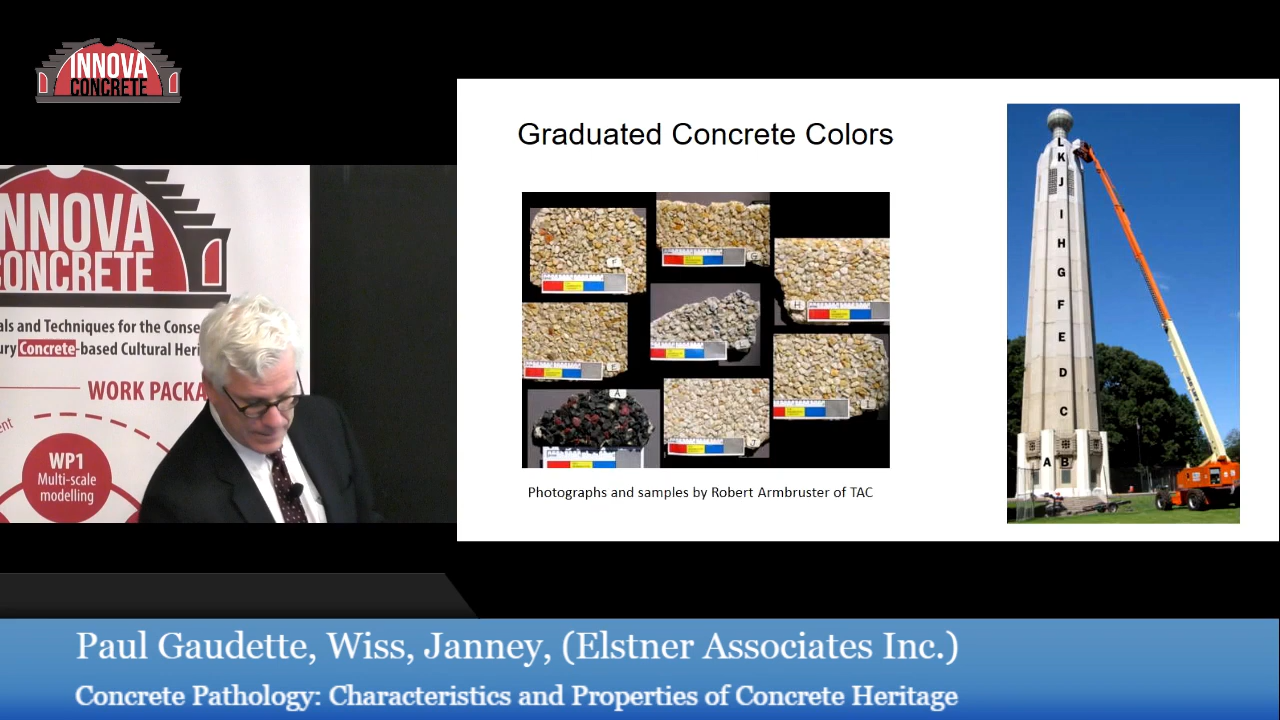 INNOVA
CONCRETE
INNOVA
CONCRETE
als and Techniques for the Conse
ury Concrete-based Cultural Heri
WORK PACKA
ent
WP1
Multi-scale
modelling
Graduated Concrete Colors
F
G
H
E
A
J
Photographs and samples by Robert Armbruster of TAC
L
K
J
I
H
G
F
E
D
C
A B
Paul Gaudette, Wiss, Janney, (Elstner Associates Inc.)
Concrete Pathology: Characteristics and Properties of Concrete Heritage